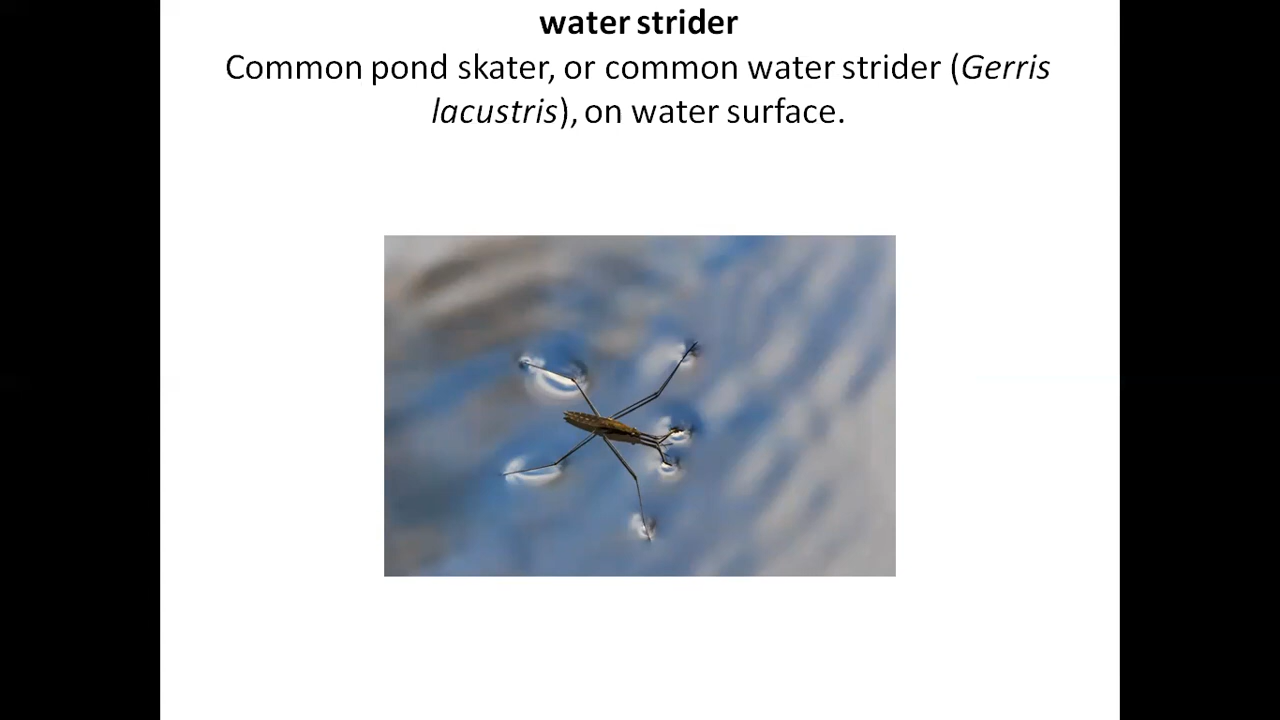 water strider
Common pond skater, or common water strider (Gerris
lacustris), on water surface.